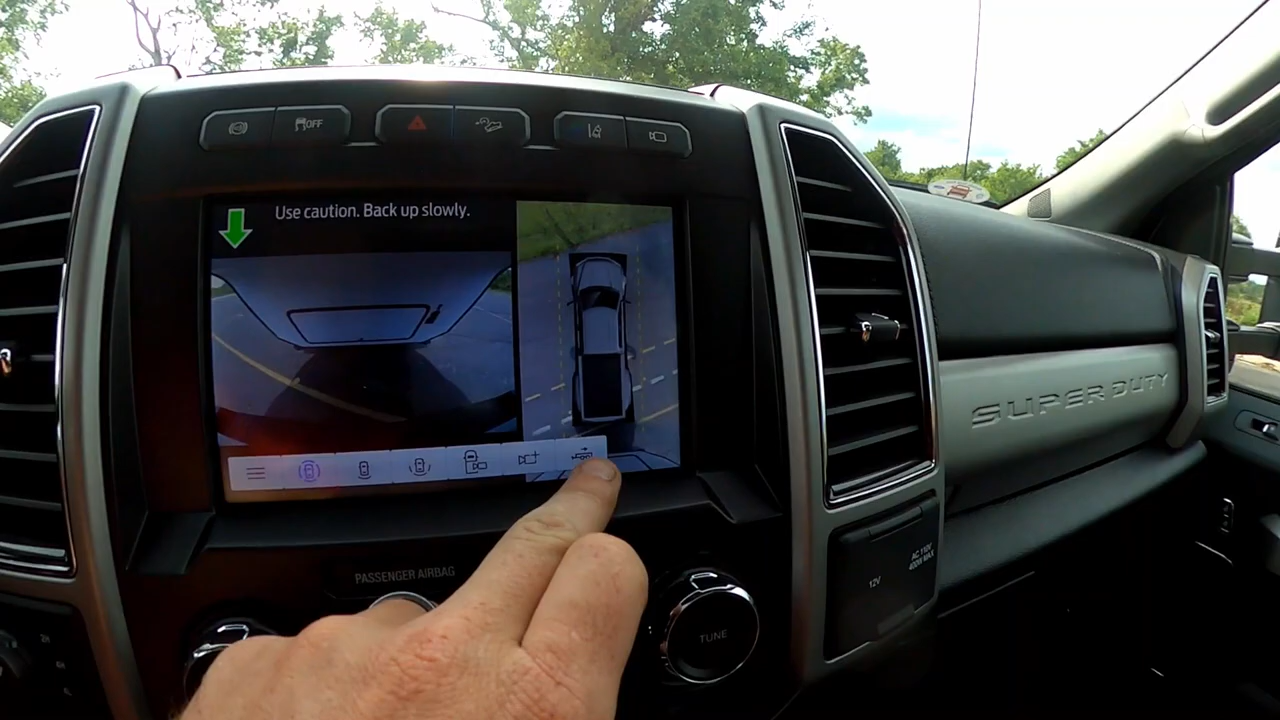 OFF
Use caution. Back up slowly.
SUPER DUTY
AC 110V
400W MAX
12V
PASSENGER AIRBAG
TUNE